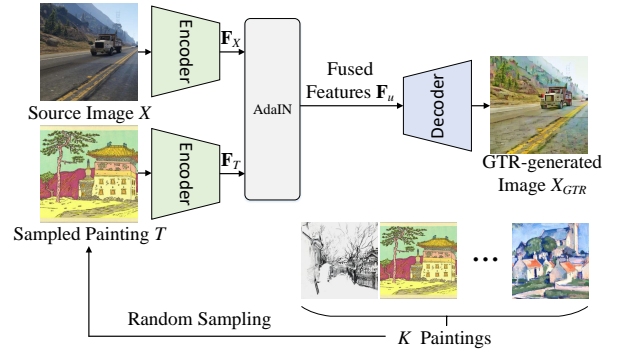 Encoder
F_X
Source Image X
AdaIN
Fused
Features F_u
Decoder
GTR-generated
Image X_GTR
Encoder
F_T
Sampled Painting T
•••
Random Sampling
K Paintings